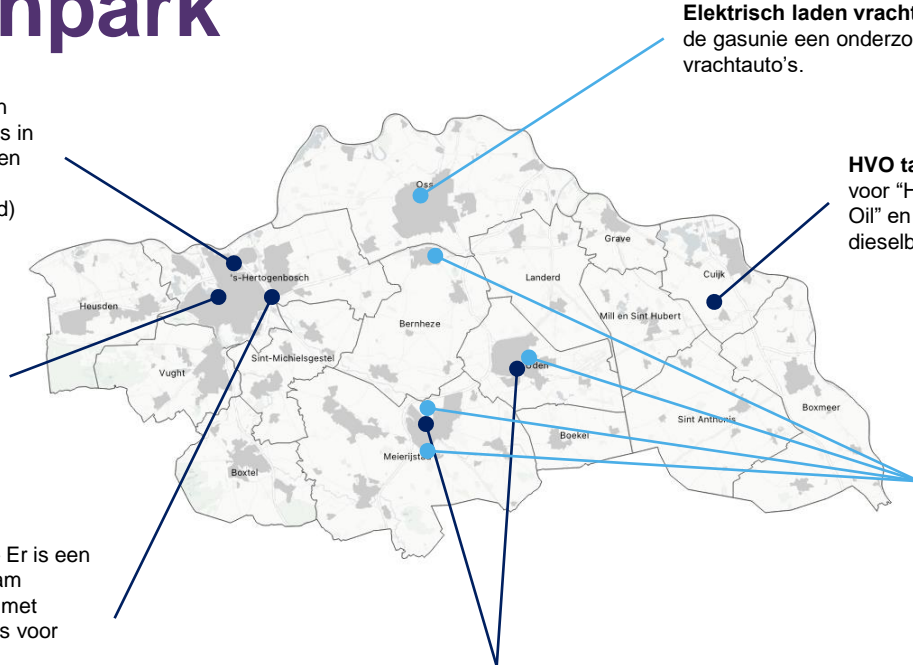 npark
Elektrisch laden vracht
de gasunie een onderzo
vrachtauto’s.
n
s in
en
d)
HVO ta
voor “H
Oil” en
dieselb
Oss
Grave
Cuijk
's-Hertogenbosch
Landerd
Heusden
Mill en Sint Hubert
Bernheze
Sint-Michielsgestel
Vught
Uden
Boxmeer
Sint Anthonis
Boekel
Meierijstad
Boxtel
Er is een
am
met
s voor